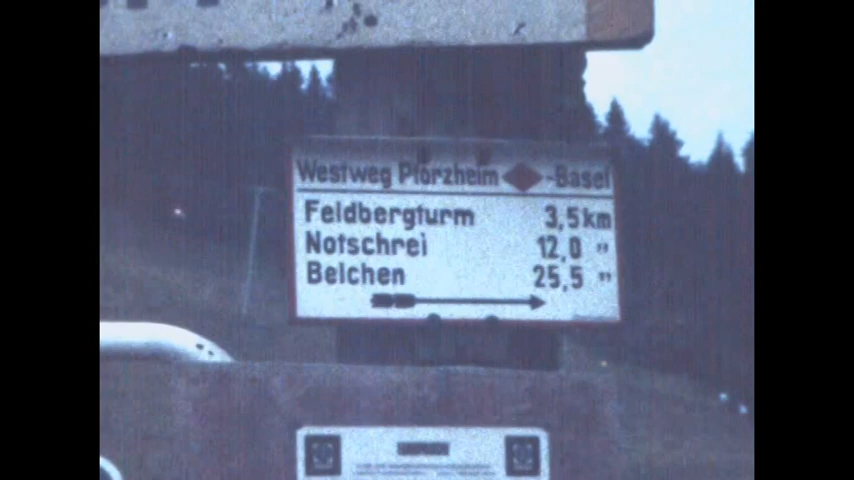 Westweg Pforzheim -Basel
Feldbergturm 3,5 km
Notschrei 12,0 "
Belchen 25,5 "